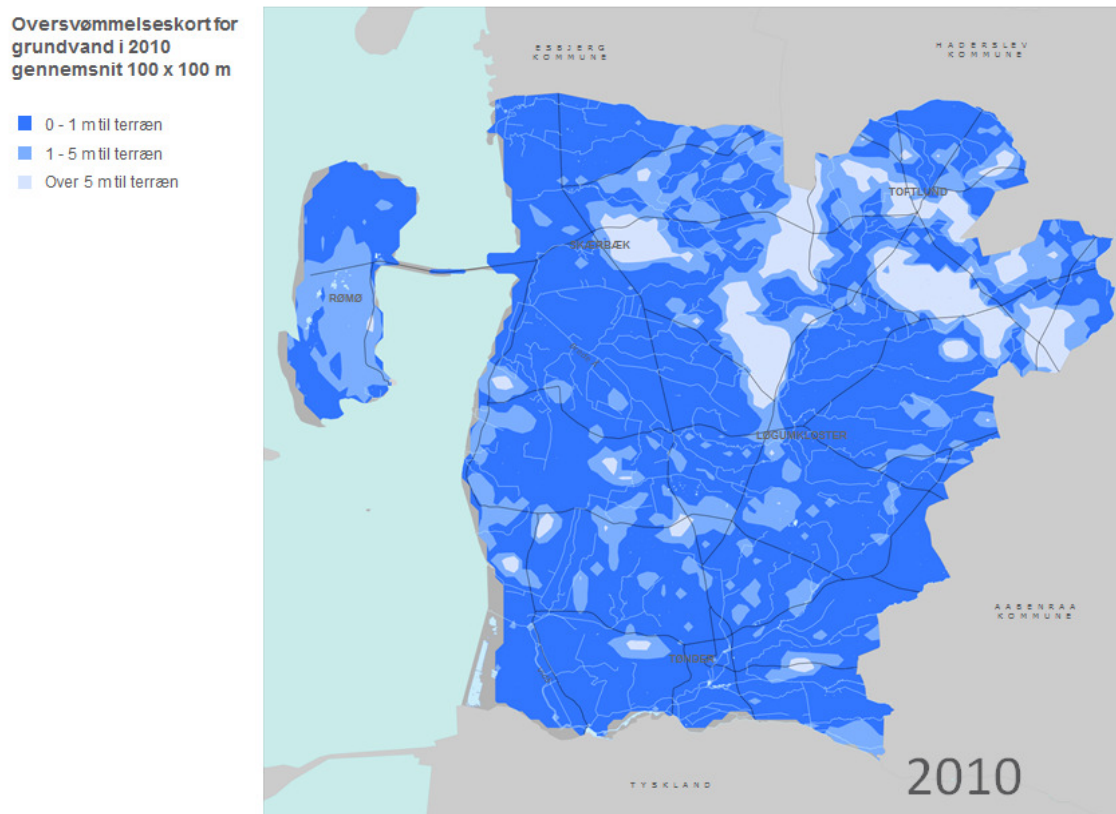 Oversvømmelseskort for
grundvand i 2010
gennemsnit 100 x 100 m
0 - 1 m til terræn
1 - 5 m til terræn
Over 5 m til terræn
ESBJERG
KOMMUNE
HADERSLEV
KOMMUNE
TOFTLUND
SKÆRBÆK
RØMØ
LØGUMKLOSTER
AABENRAA
KOMMUNE
TØNDER
TYSKLAND
2010